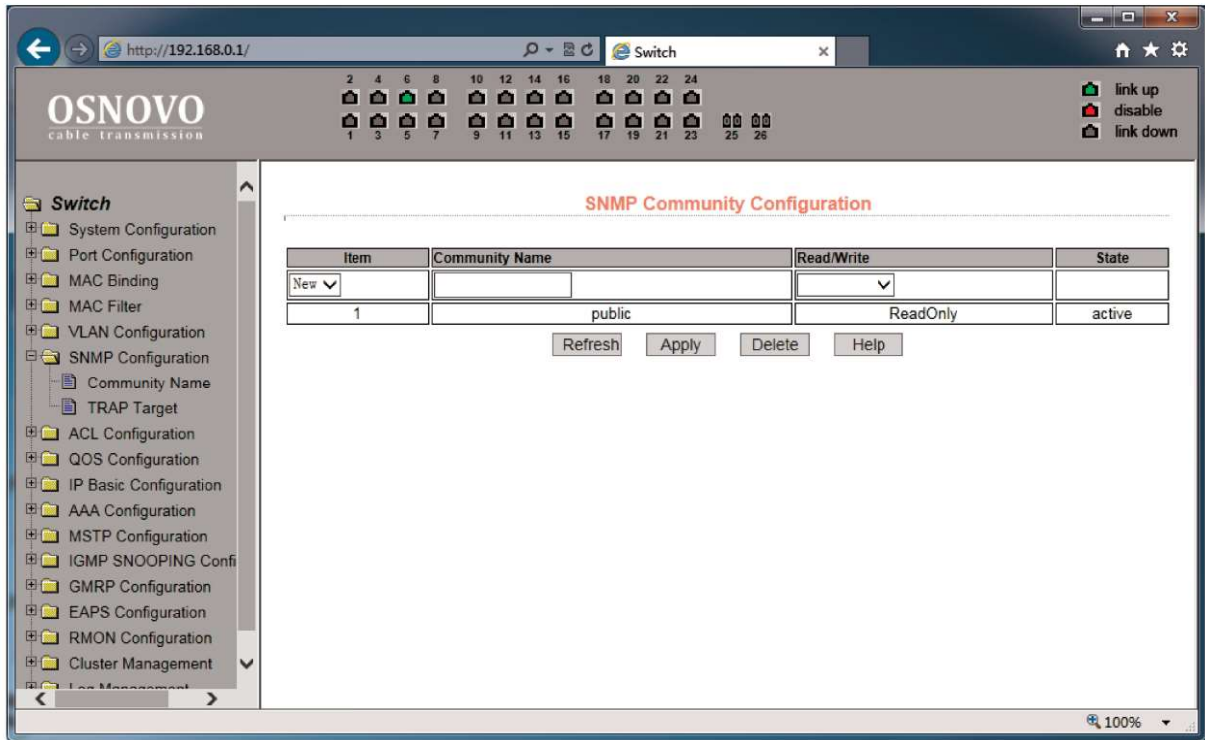 http://192.168.0.1/
Switch
OSNOVO
cable transmission
2 4 6 8 10 12 14 16 18 20 22 24
1 3 5 7 9 11 13 15 17 19 21 23 25 26
link up
disable
link down
Switch
System Configuration
Port Configuration
MAC Binding
MAC Filter
VLAN Configuration
SNMP Configuration
Community Name
TRAP Target
ACL Configuration
QOS Configuration
IP Basic Configuration
AAA Configuration
MSTP Configuration
IGMP SNOOPING Confi
GMRP Configuration
EAPS Configuration
RMON Configuration
Cluster Management
Log Management
SNMP Community Configuration
Item Community Name Read/Write State
New
1 public ReadOnly active
Refresh Apply Delete Help
100%